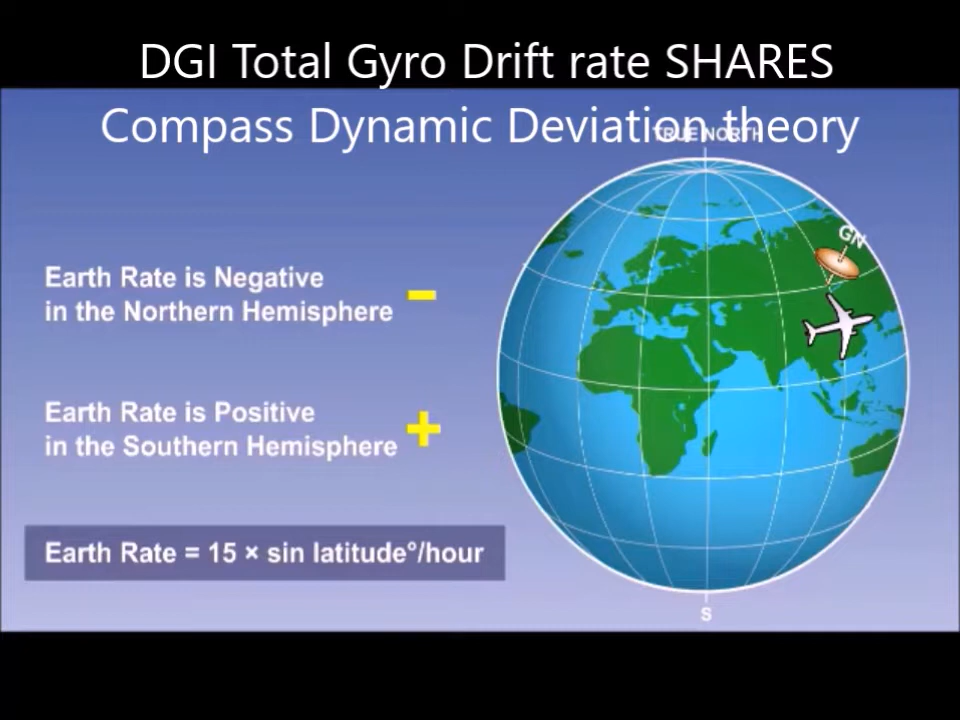 DGI Total Gyro Drift rate SHARES
Compass Dynamic Deviation theory
TRUE NORTH
GN
Earth Rate is Negative
in the Northern Hemisphere -
Earth Rate is Positive
in the Southern Hemisphere +
Earth Rate = 15 × sin latitude°/hour
S